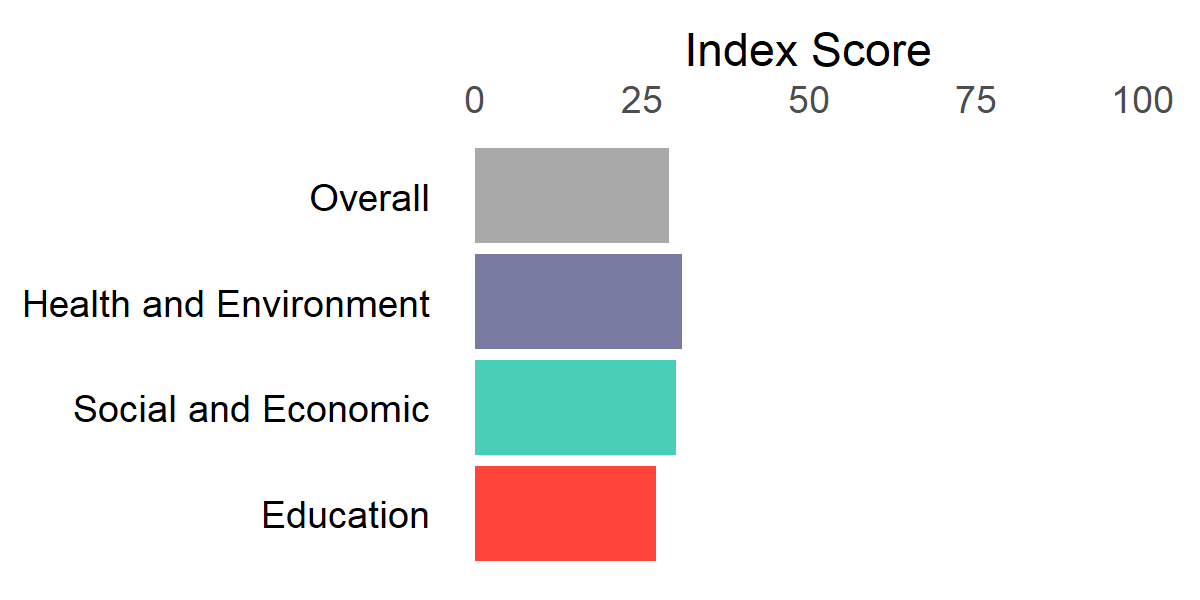 Index Score
0 25 50 75 100
Overall
Health and Environment
Social and Economic
Education